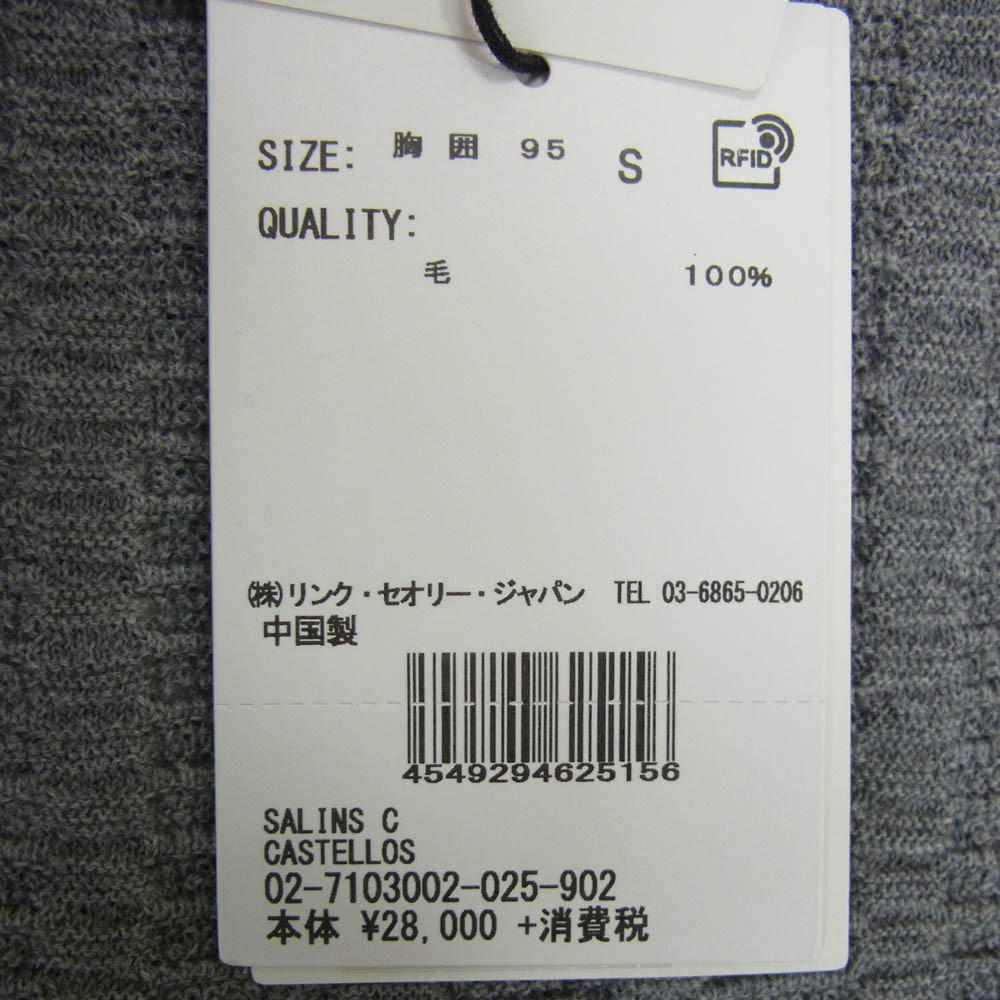 SIZE: 胸囲 95 S RFID
QUALITY:
毛 100%
㈱リンク・セオリー・ジャパン TEL 03-6865-0206
中国製
4549294625156
SALINS C
CASTELLOS
02-7103002-025-902
本体 ¥28,000 +消費税